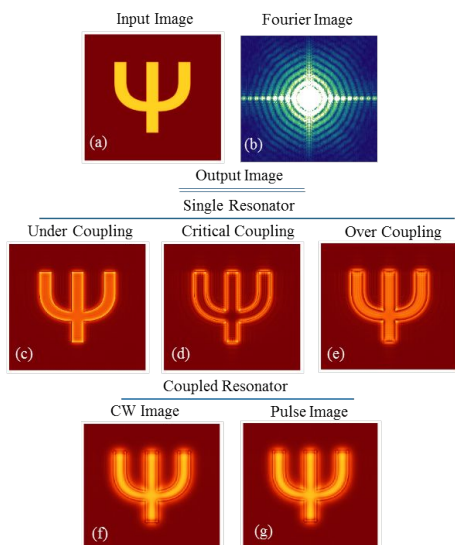 Input Image
Fourier Image
(a)
(b)
Output Image
Single Resonator
Under Coupling
Critical Coupling
Over Coupling
(c)
(d)
(e)
Coupled Resonator
CW Image
Pulse Image
(f)
(g)